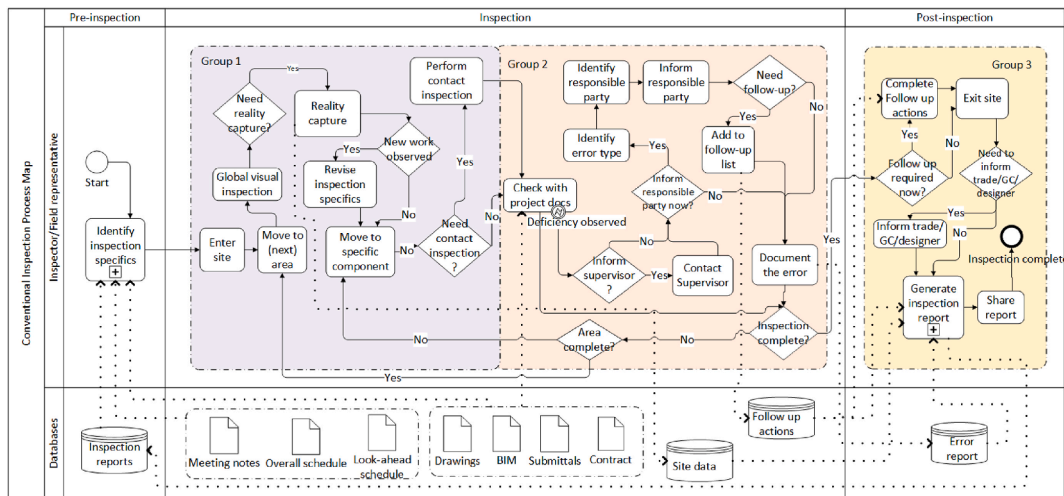 Pre-inspection
Inspection
Post-inspection
Conventional Inspection Process Map
Inspector/Field representative
Databases
Group 1
Group 2
Group 3
Start
Identify
inspection
specifics
Enter
site
Move to
(next)
area
Global visual
inspection
Need
reality
capture?
Yes
Reality
capture
New work
observed
Yes
No
Revise
inspection
specifics
Move to
specific
component
No
Need
contact
inspection
?
Yes
No
Perform
contact
inspection
Check with
project docs
Deficiency observed
Inform
supervisor
?
Yes
No
Contact
Supervisor
Inform
responsible
party now?
Yes
No
Identify
error type
Identify
responsible
party
Inform
responsible
party
Need
follow-up?
Yes
No
Add to
follow-up
list
Document
the error
Inspection
complete?
Yes
No
Area
complete?
No
Yes
Complete
Follow up
actions
Yes
Follow up
required
now?
No
Exit site
Need to
inform
trade/GC/
designer
Yes
No
Inform trade/
GC/designer
Generate
inspection
report
Share
report
Inspection complete
Inspection
reports
Meeting notes
Overall schedule
Look-ahead
schedule
Drawings
BIM
Submittals
Contract
Site data
Follow up
actions
Error
report